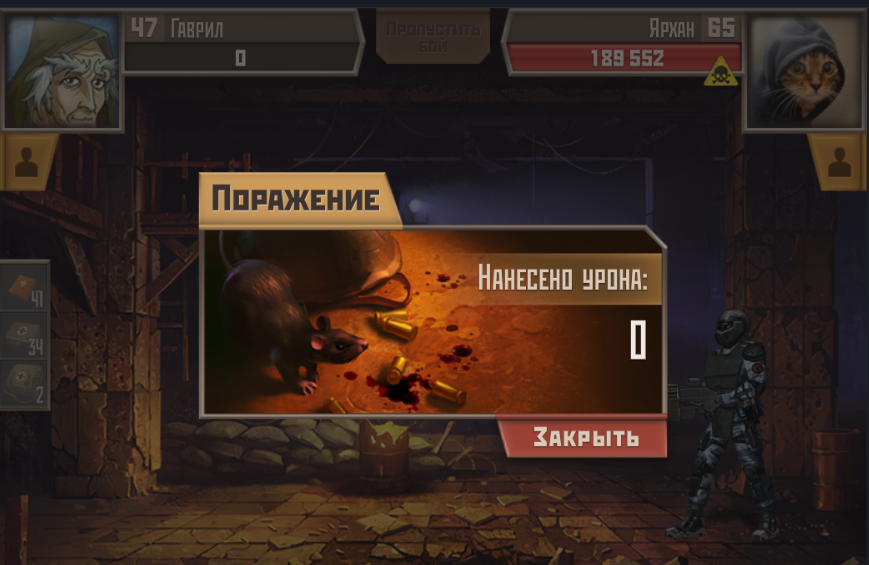 47 Гаврил
0
Пропустить
бой
Ярхан 65
189 552
Поражение
Нанесено урона:
0
41
34
2
Закрыть